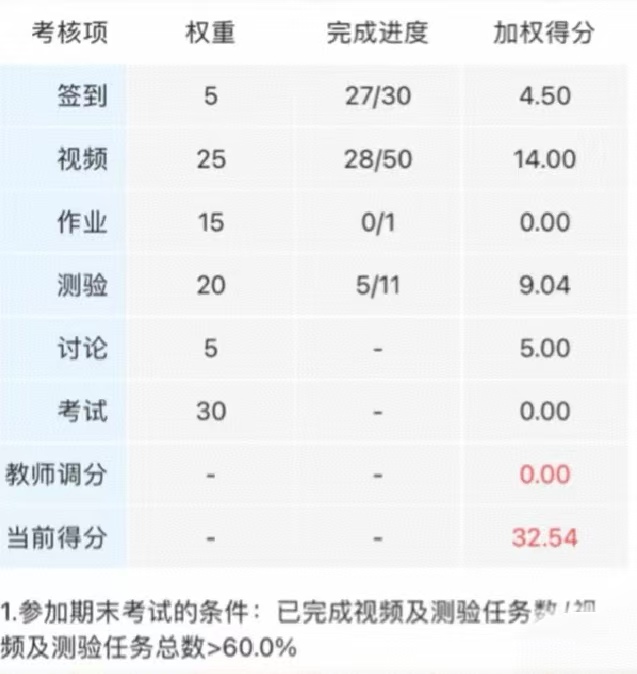 考核项 权重 完成进度 加权得分
签到 5 27/30 4.50
视频 25 28/50 14.00
作业 15 0/1 0.00
测验 20 5/11 9.04
讨论 5 - 5.00
考试 30 - 0.00
教师调分 - - 0.00
当前得分 - - 32.54
1.参加期末考试的条件：已完成视频及测验任务数/视
频及测验任务总数>60.0%